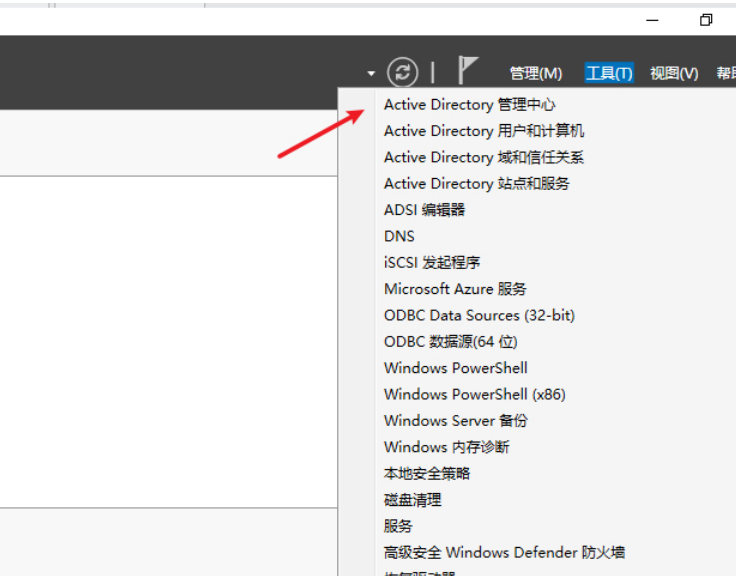 管理(M) 工具(T) 视图(V)
Active Directory 管理中心
Active Directory 用户和计算机
Active Directory 域和信任关系
Active Directory 站点和服务
ADSI 编辑器
DNS
iSCSI 发起程序
Microsoft Azure 服务
ODBC Data Sources (32-bit)
ODBC 数据源(64 位)
Windows PowerShell
Windows PowerShell (x86)
Windows Server 备份
Windows 内存诊断
本地安全策略
磁盘清理
服务
高级安全 Windows Defender 防火墙